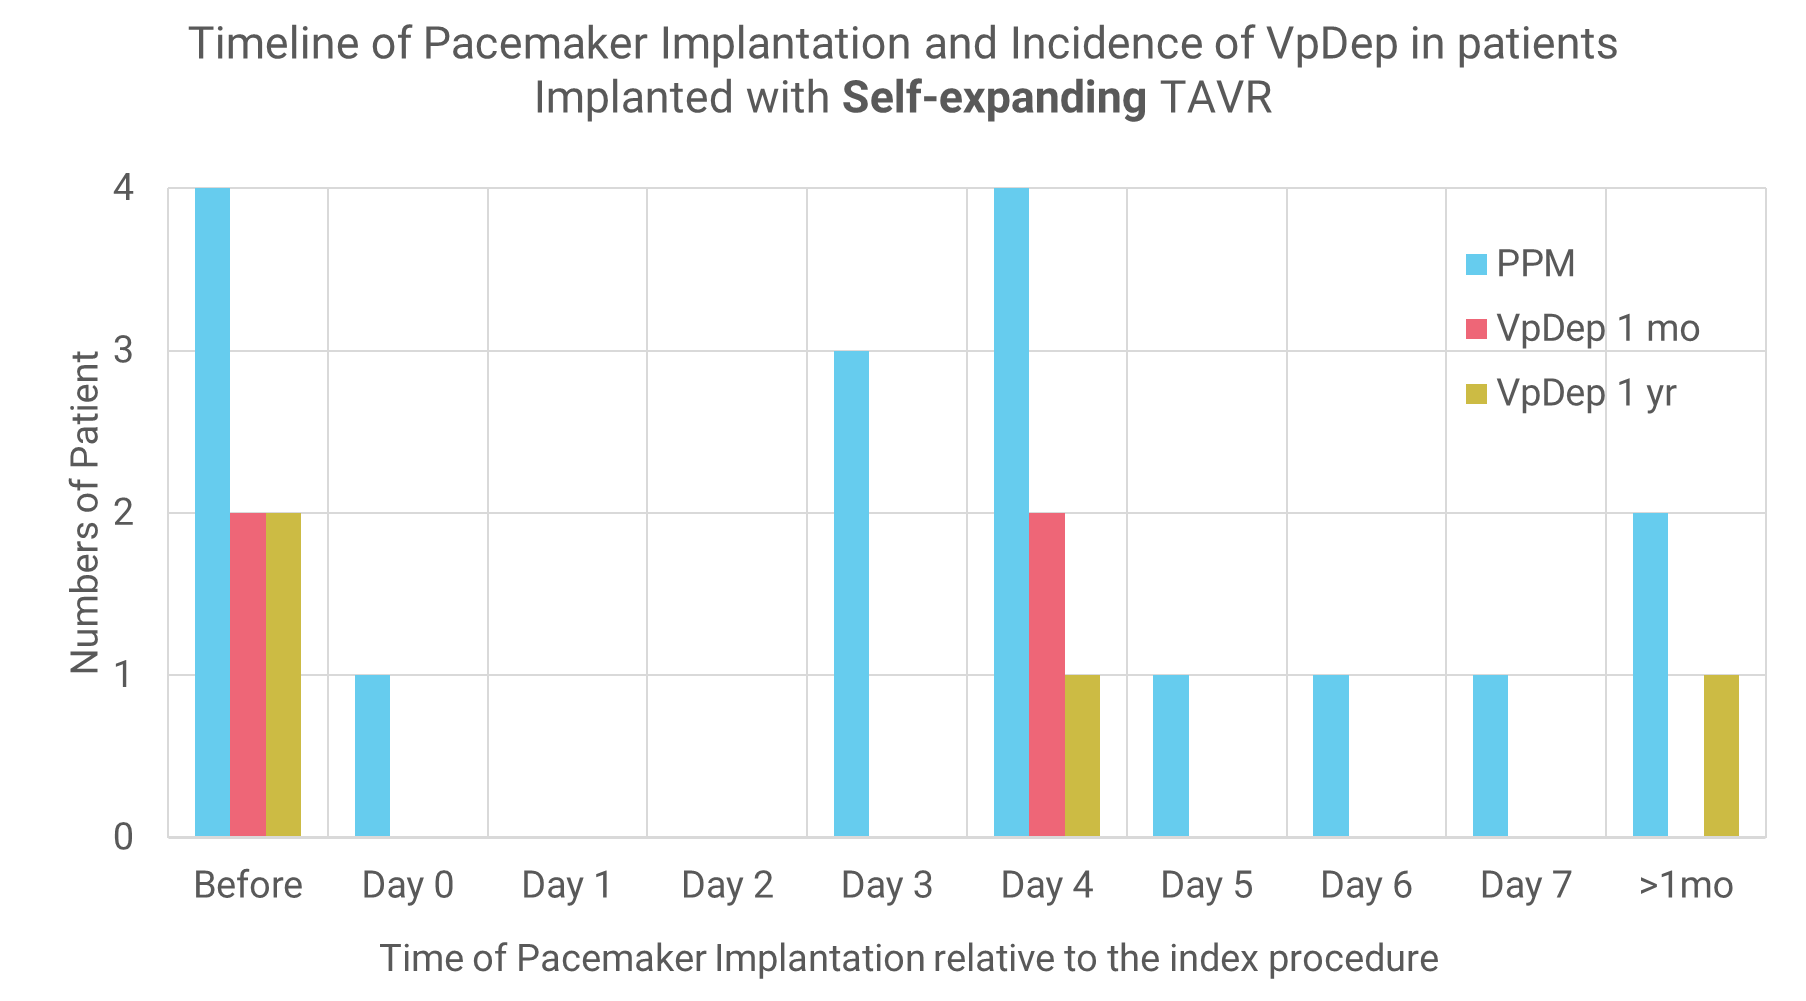 Timeline of Pacemaker Implantation and Incidence of VpDep in patients
Implanted with Self-expanding TAVR
4
3
2
1
0
Numbers of Patient
PPM
VpDep 1 mo
VpDep 1 yr
Before Day 0 Day 1 Day 2 Day 3 Day 4 Day 5 Day 6 Day 7 >1mo
Time of Pacemaker Implantation relative to the index procedure